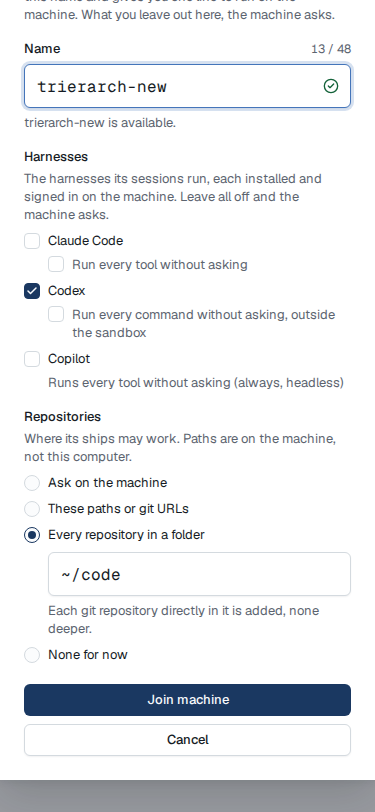 machine. What you leave out here, the machine asks.
Name
13 / 48
trierarch-new
trierarch-new is available.
Harnesses
The harnesses its sessions run, each installed and
signed in on the machine. Leave all off and the
machine asks.
Claude Code
Run every tool without asking
Codex
Run every command without asking, outside
the sandbox
Copilot
Runs every tool without asking (always, headless)
Repositories
Where its ships may work. Paths are on the machine,
not this computer.
Ask on the machine
These paths or git URLs
Every repository in a folder
~/code
Each git repository directly in it is added, none
deeper.
None for now
Join machine
Cancel